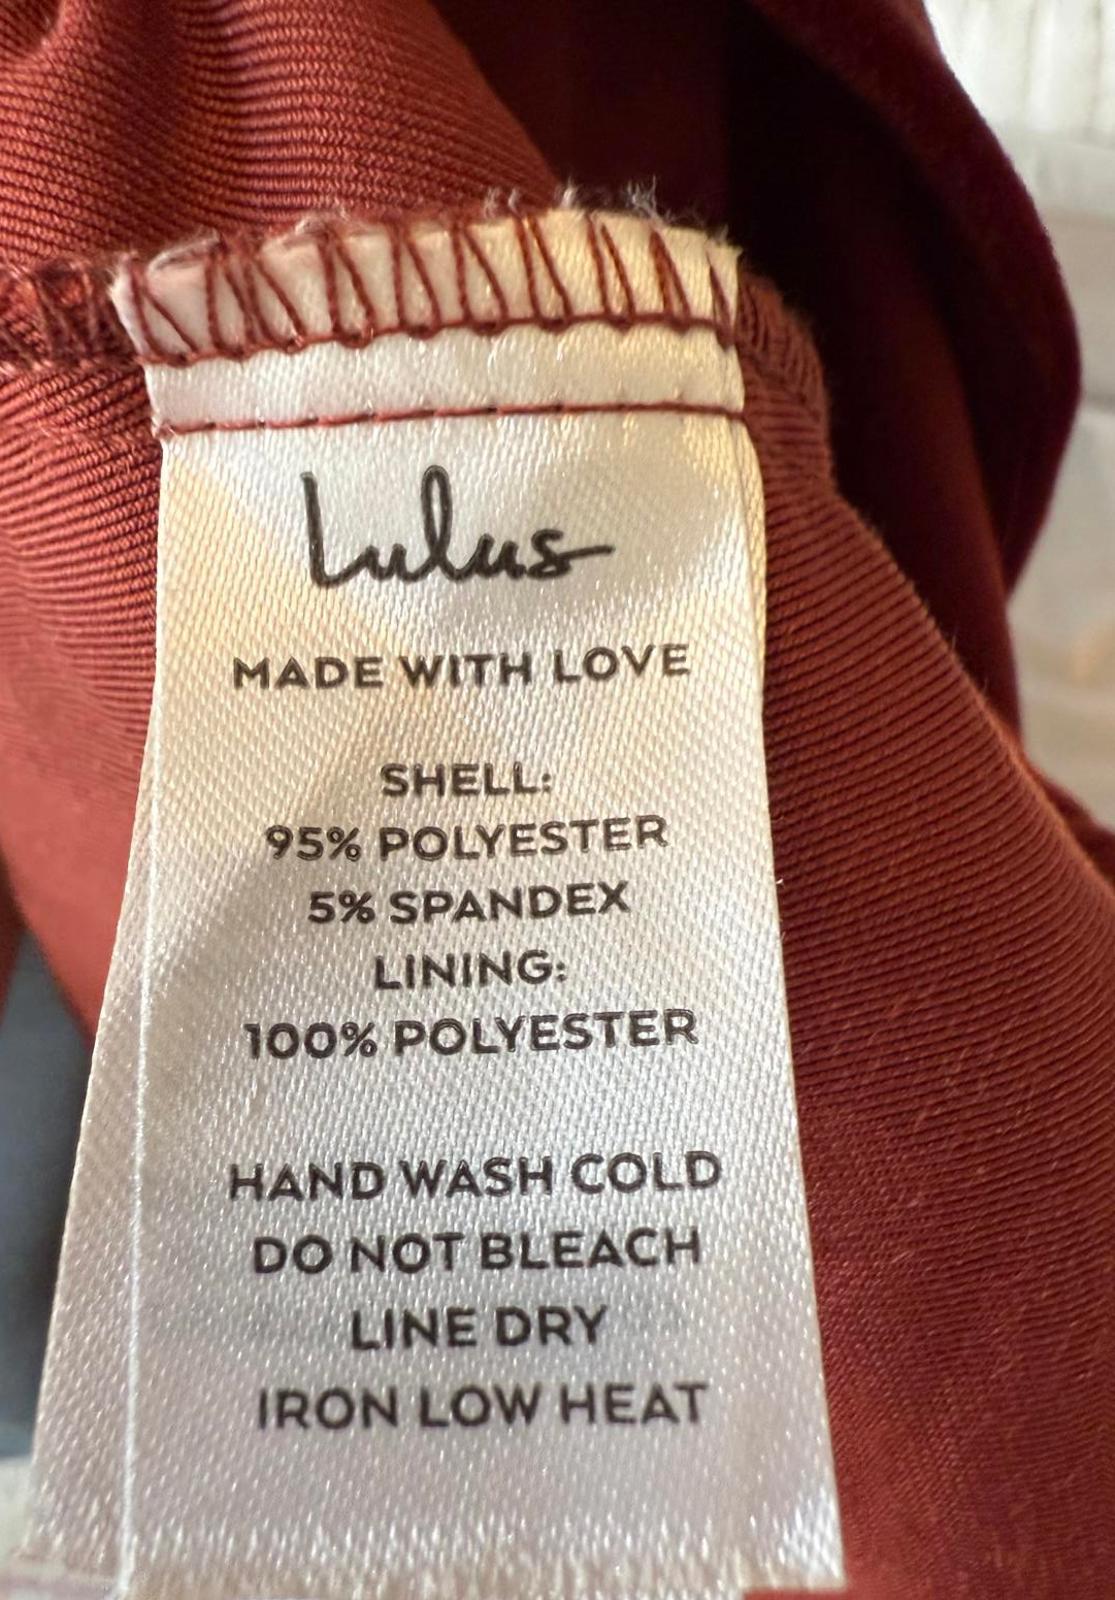 Lulus
MADE WITH LOVE
SHELL:
95% POLYESTER
5% SPANDEX
LINING:
100% POLYESTER
HAND WASH COLD
DO NOT BLEACH
LINE DRY
IRON LOW HEAT